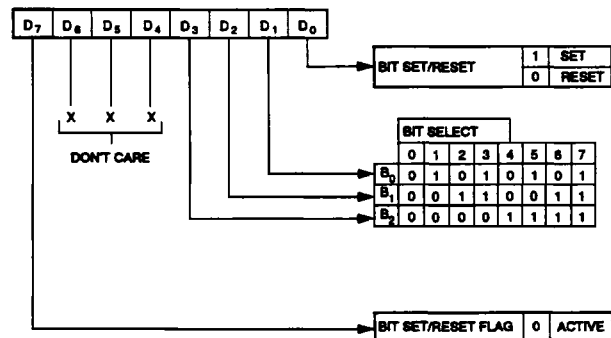 D7 D6 D5 D4 D3 D2 D1 D0
BIT SET/RESET 1 SET
0 RESET
X X X
DON'T CARE
BIT SELECT
0 1 2 3 4 5 6 7
B0 0 1 0 1 0 1 0 1
B1 0 0 1 1 0 0 1 1
B2 0 0 0 0 1 1 1 1
BIT SET/RESET FLAG 0 ACTIVE